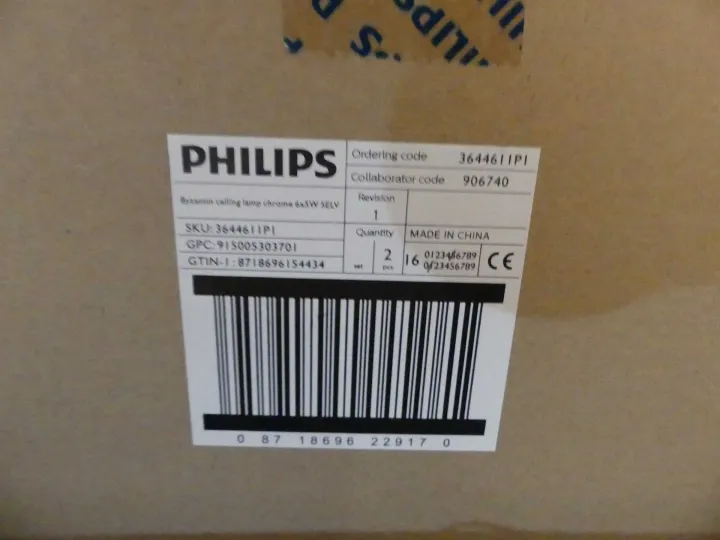 PHILIPS
PHILIPS
Ordering code 3644611P1
Collaborator code 906740
ceiling lamp chrome 6x5W SELV
Revision
1
SKU: 3644611P1
GPC: 915005303701
GTIN-1: 8718696154434
Quantity
2
MADE IN CHINA
16 0123456789
0123456789
CE
0 87 18696 22917 0